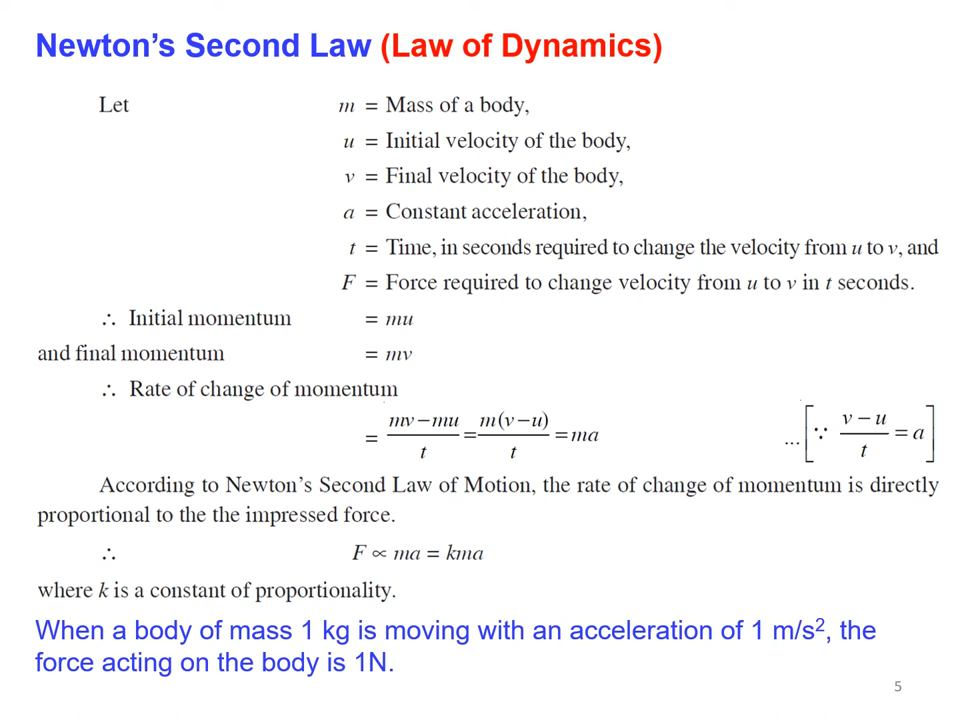 Newton's Second Law (Law of Dynamics)
Let m = Mass of a body,
u = Initial velocity of the body,
v = Final velocity of the body,
a = Constant acceleration,
t = Time, in seconds required to change the velocity from u to v, and
F = Force required to change velocity from u to v in t seconds.
∴ Initial momentum = mu
and final momentum = mv
∴ Rate of change of momentum
= (mv – mu)/t = m(v–u)/t = ma ...[∵ (v – u)/t = a]
According to Newton's Second Law of Motion, the rate of change of momentum is directly
proportional to the the impressed force.
∴ F ∝ ma = kma
where k is a constant of proportionality.
When a body of mass 1 kg is moving with an acceleration of 1 m/s², the
force acting on the body is 1N.
5